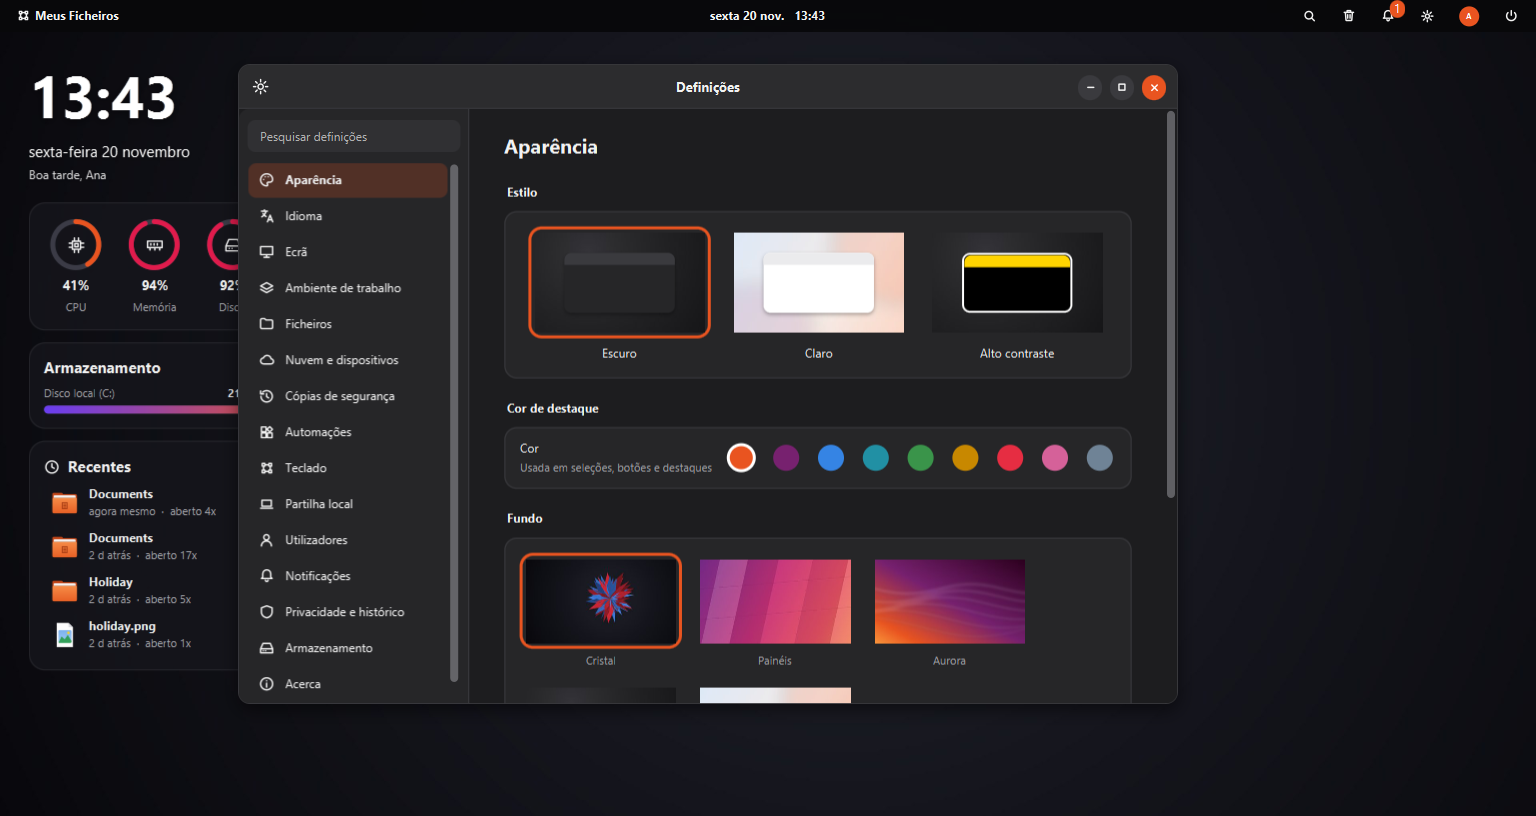 Meus Ficheiros
sexta 20 nov. 13:43
1
A
13:43
sexta-feira 20 novembro
Boa tarde, Ana
41%
CPU
94%
Memória
92%
Disc
Armazenamento
Disco local (C:)
21
Recentes
Documents
agora mesmo · aberto 4x
Documents
2 d atrás · aberto 17x
Holiday
2 d atrás · aberto 5x
holiday.png
2 d atrás · aberto 1x
Definições
Pesquisar definições
Aparência
Idioma
Ecrã
Ambiente de trabalho
Ficheiros
Nuvem e dispositivos
Cópias de segurança
Automações
Teclado
Partilha local
Utilizadores
Notificações
Privacidade e histórico
Armazenamento
Acerca
Aparência
Estilo
Escuro
Claro
Alto contraste
Cor de destaque
Cor
Usada em seleções, botões e destaques
Fundo
Cristal
Painéis
Aurora